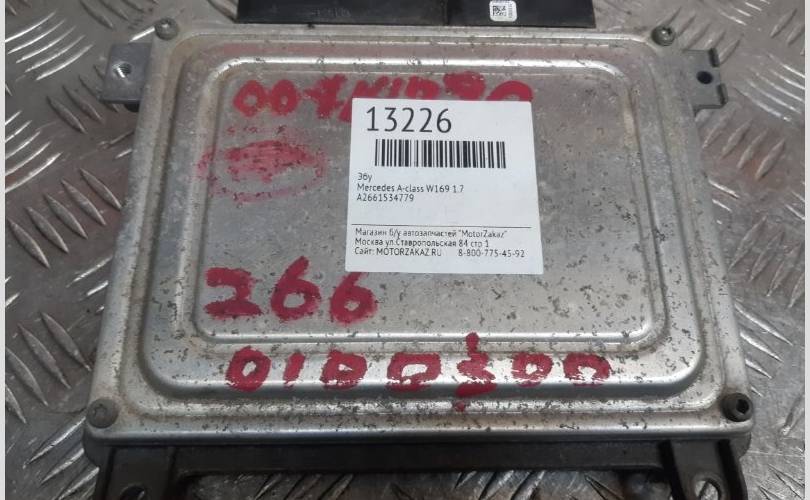 13226
Эбу
Mercedes A-class W169 1.7
A2661534779
Магазин б/у автозапчастей "MotorZakaz"
Москва ул.Ставропольская 84 стр 1
Сайт: MOTORZAKAZ.RU 8-800-775-45-92
266